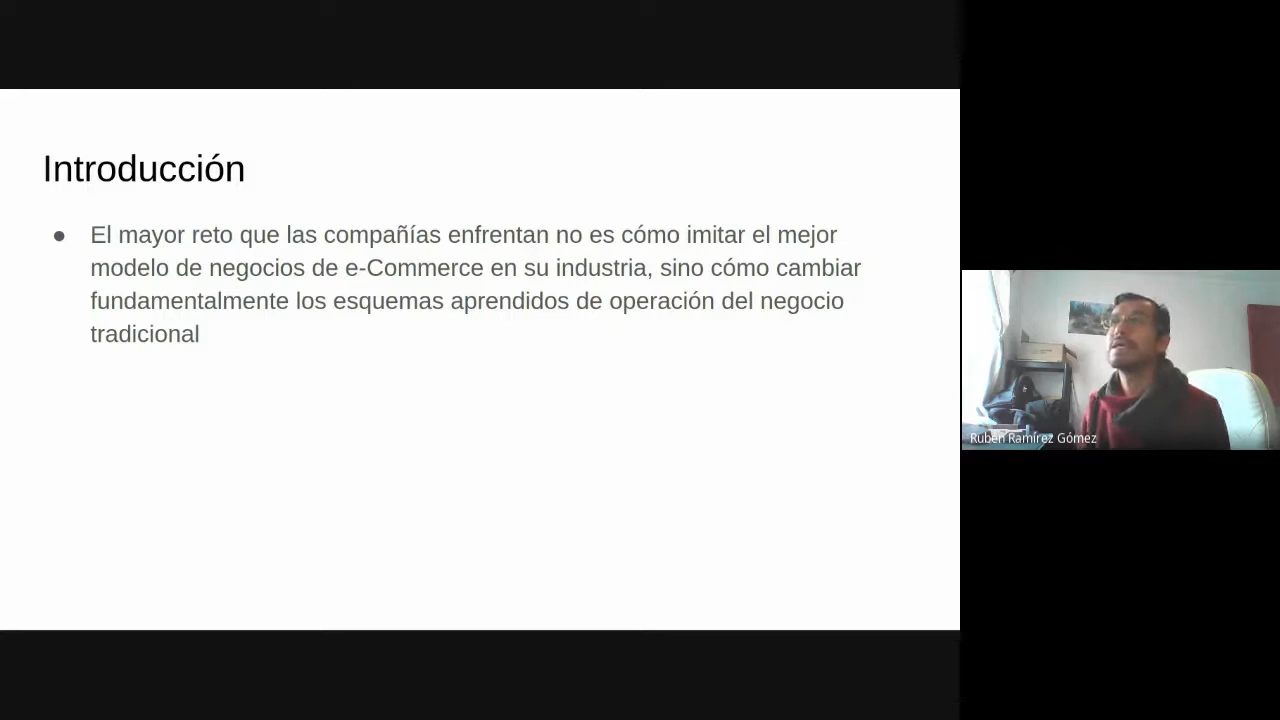 Introducción
● El mayor reto que las compañías enfrentan no es cómo imitar el mejor
modelo de negocios de e-Commerce en su industria, sino cómo cambiar
fundamentalmente los esquemas aprendidos de operación del negocio
tradicional
Rubén Ramírez Gómez